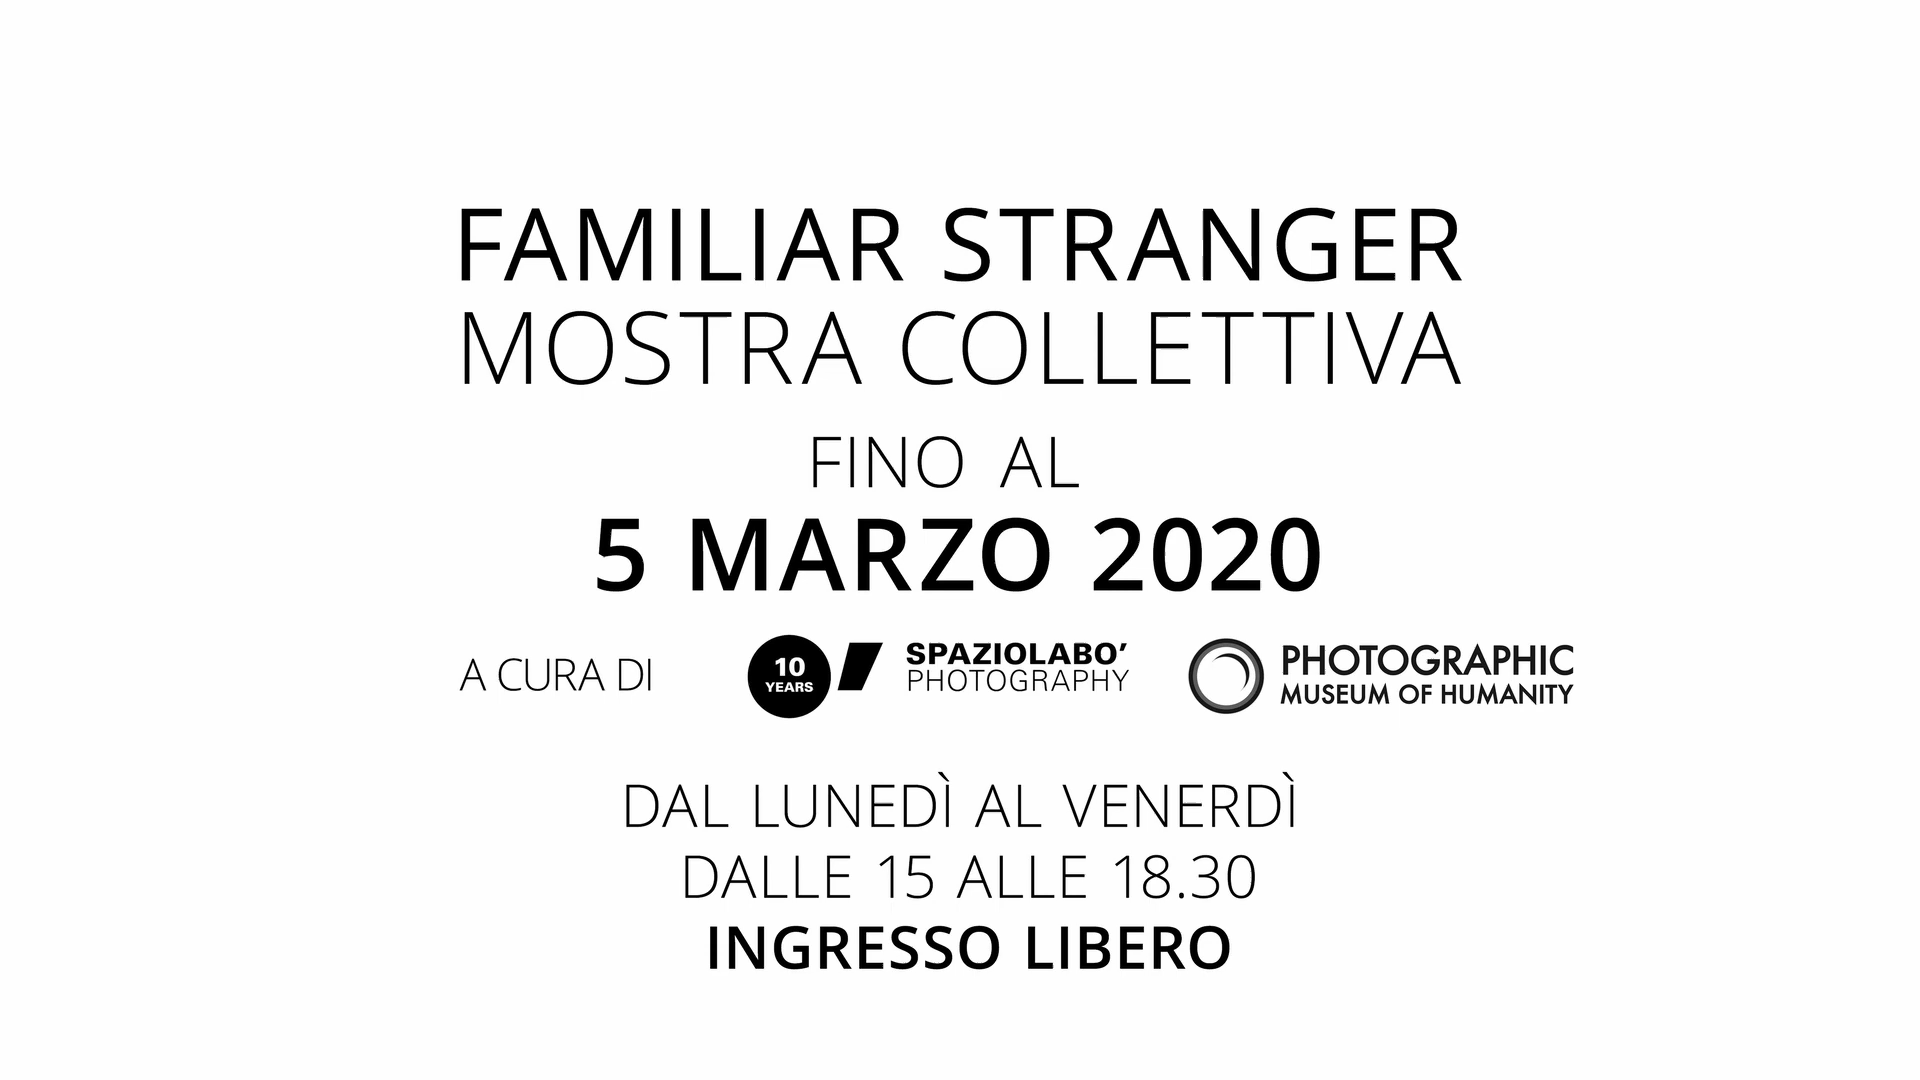 FAMILIAR STRANGER
MOSTRA COLLETTIVA
FINO AL
5 MARZO 2020
A CURA DI
10
YEARS
SPAZIOLABO’
PHOTOGRAPHY
PHOTOGRAPHIC
MUSEUM OF HUMANITY
DAL LUNEDÌ AL VENERDÌ
DALLE 15 ALLE 18.30
INGRESSO LIBERO